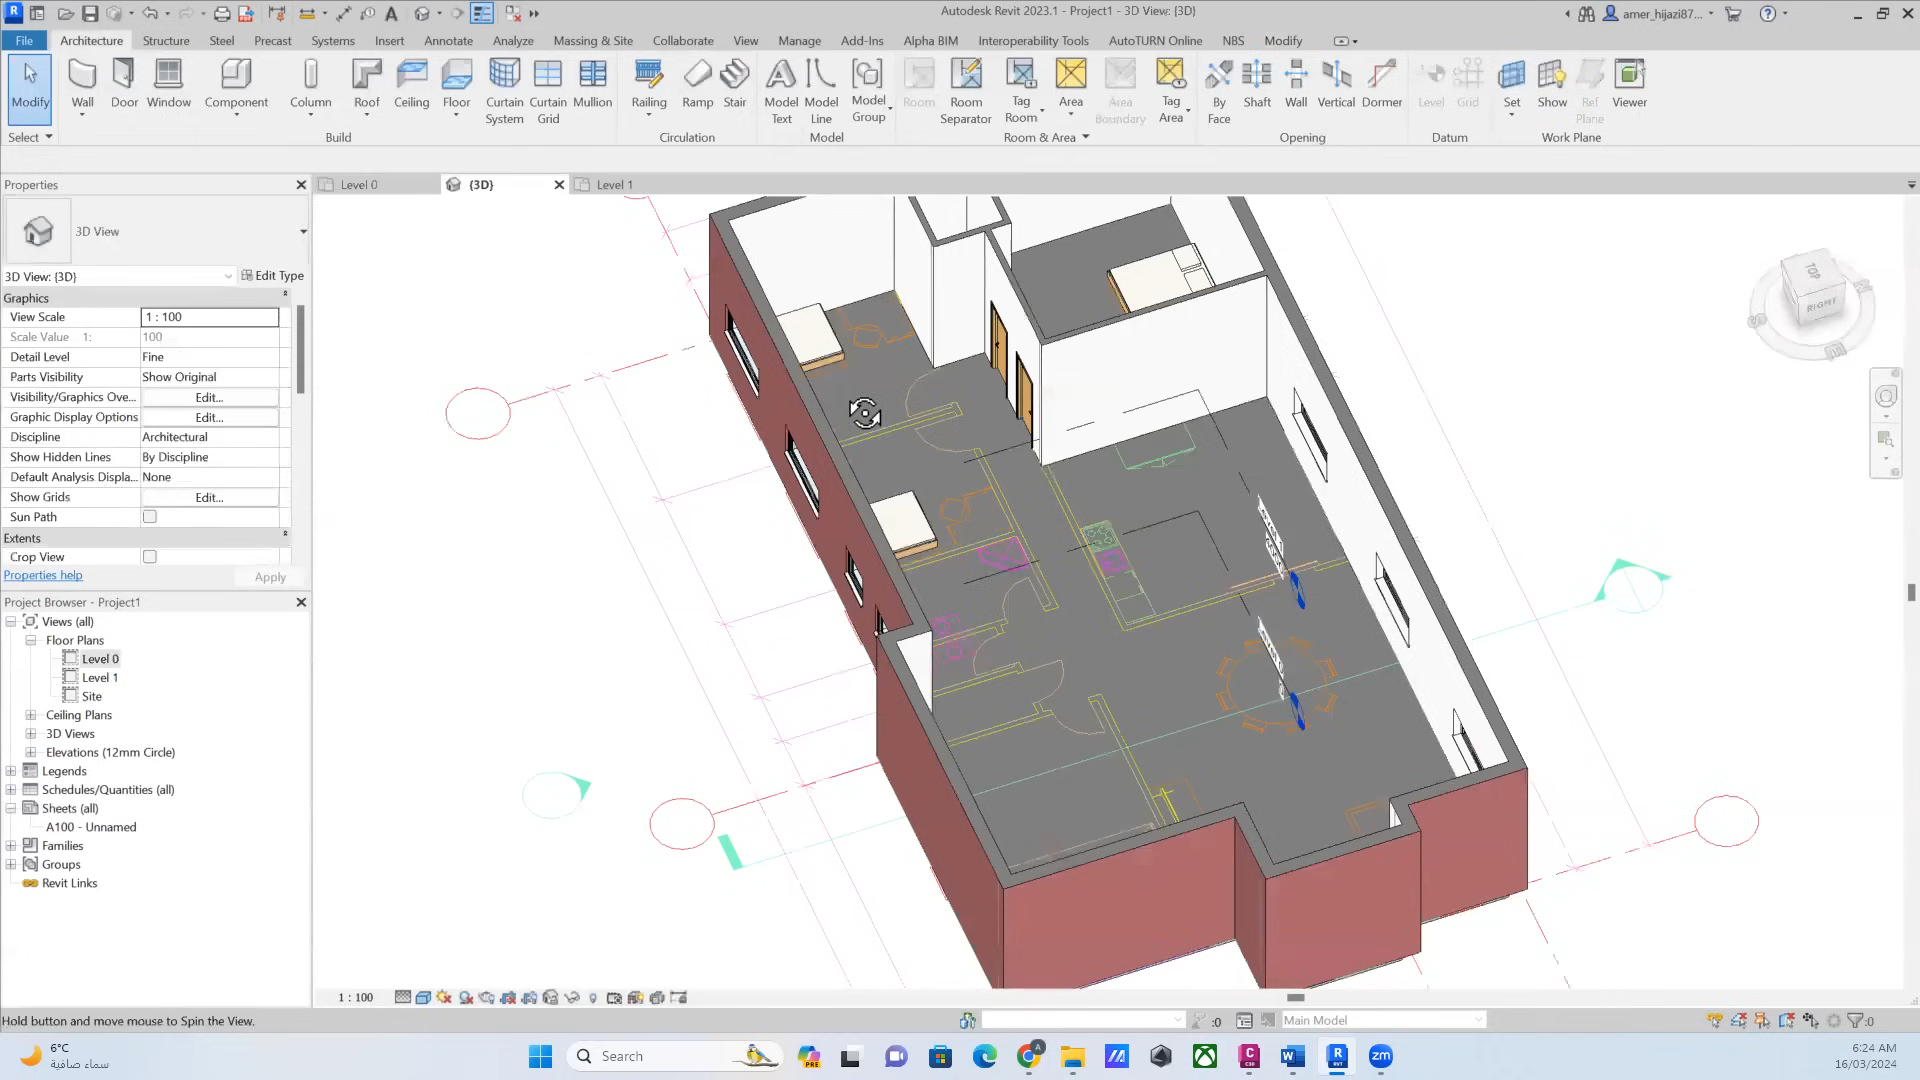 Autodesk Revit 2023.1 - Project1 - 3D View: {3D}
amer_hijazi87...
File Architecture Structure Steel Precast Systems Insert Annotate Analyze Massing & Site Collaborate View Manage Add-Ins Alpha BIM Interoperability Tools AutoTURN Online NBS Modify
Modify Wall Door Window Component Column Roof Ceiling Floor Curtain System Curtain Grid Mullion Railing Ramp Stair Model Text Model Line Model Group Room Room Separator Tag Room Area Area Boundary Tag Area By Face Shaft Wall Vertical Dormer Level Grid Set Show Ref Plane Viewer
Select Build Circulation Model Room & Area Opening Datum Work Plane
Properties
Level 0 {3D} Level 1
3D View
3D View: {3D} Edit Type
Graphics
View Scale 1 : 100
Scale Value 1: 100
Detail Level Fine
Parts Visibility Show Original
Visibility/Graphics Ove... Edit...
Graphic Display Options Edit...
Discipline Architectural
Show Hidden Lines By Discipline
Default Analysis Displa... None
Show Grids Edit...
Sun Path
Extents
Crop View
Properties help Apply
Project Browser - Project1
Views (all)
Floor Plans
Level 0
Level 1
Site
Ceiling Plans
3D Views
Elevations (12mm Circle)
Legends
Schedules/Quantities (all)
Sheets (all)
A100 - Unnamed
Families
Groups
Revit Links
TOP
RIGHT
1 : 100
Hold button and move mouse to Spin the View.
:0
Main Model
:0
6°C
سماء صافية
Search
PRE
6:24 AM
16/03/2024